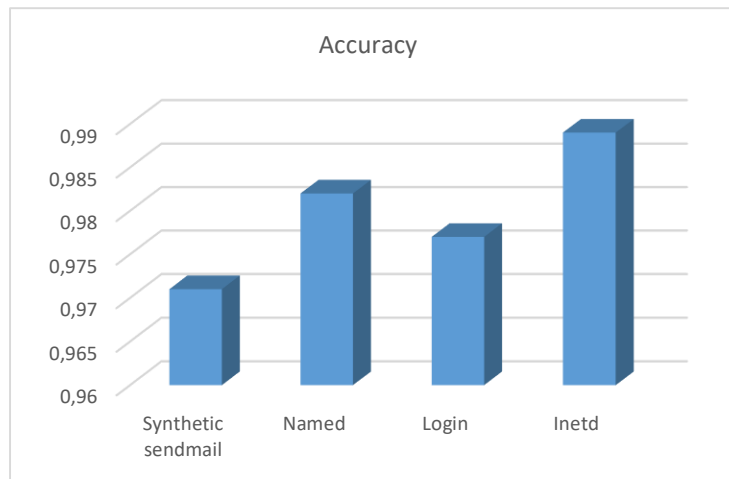 Accuracy
0,99
0,985
0,98
0,975
0,97
0,965
0,96
Synthetic
sendmail
Named
Login
Inetd